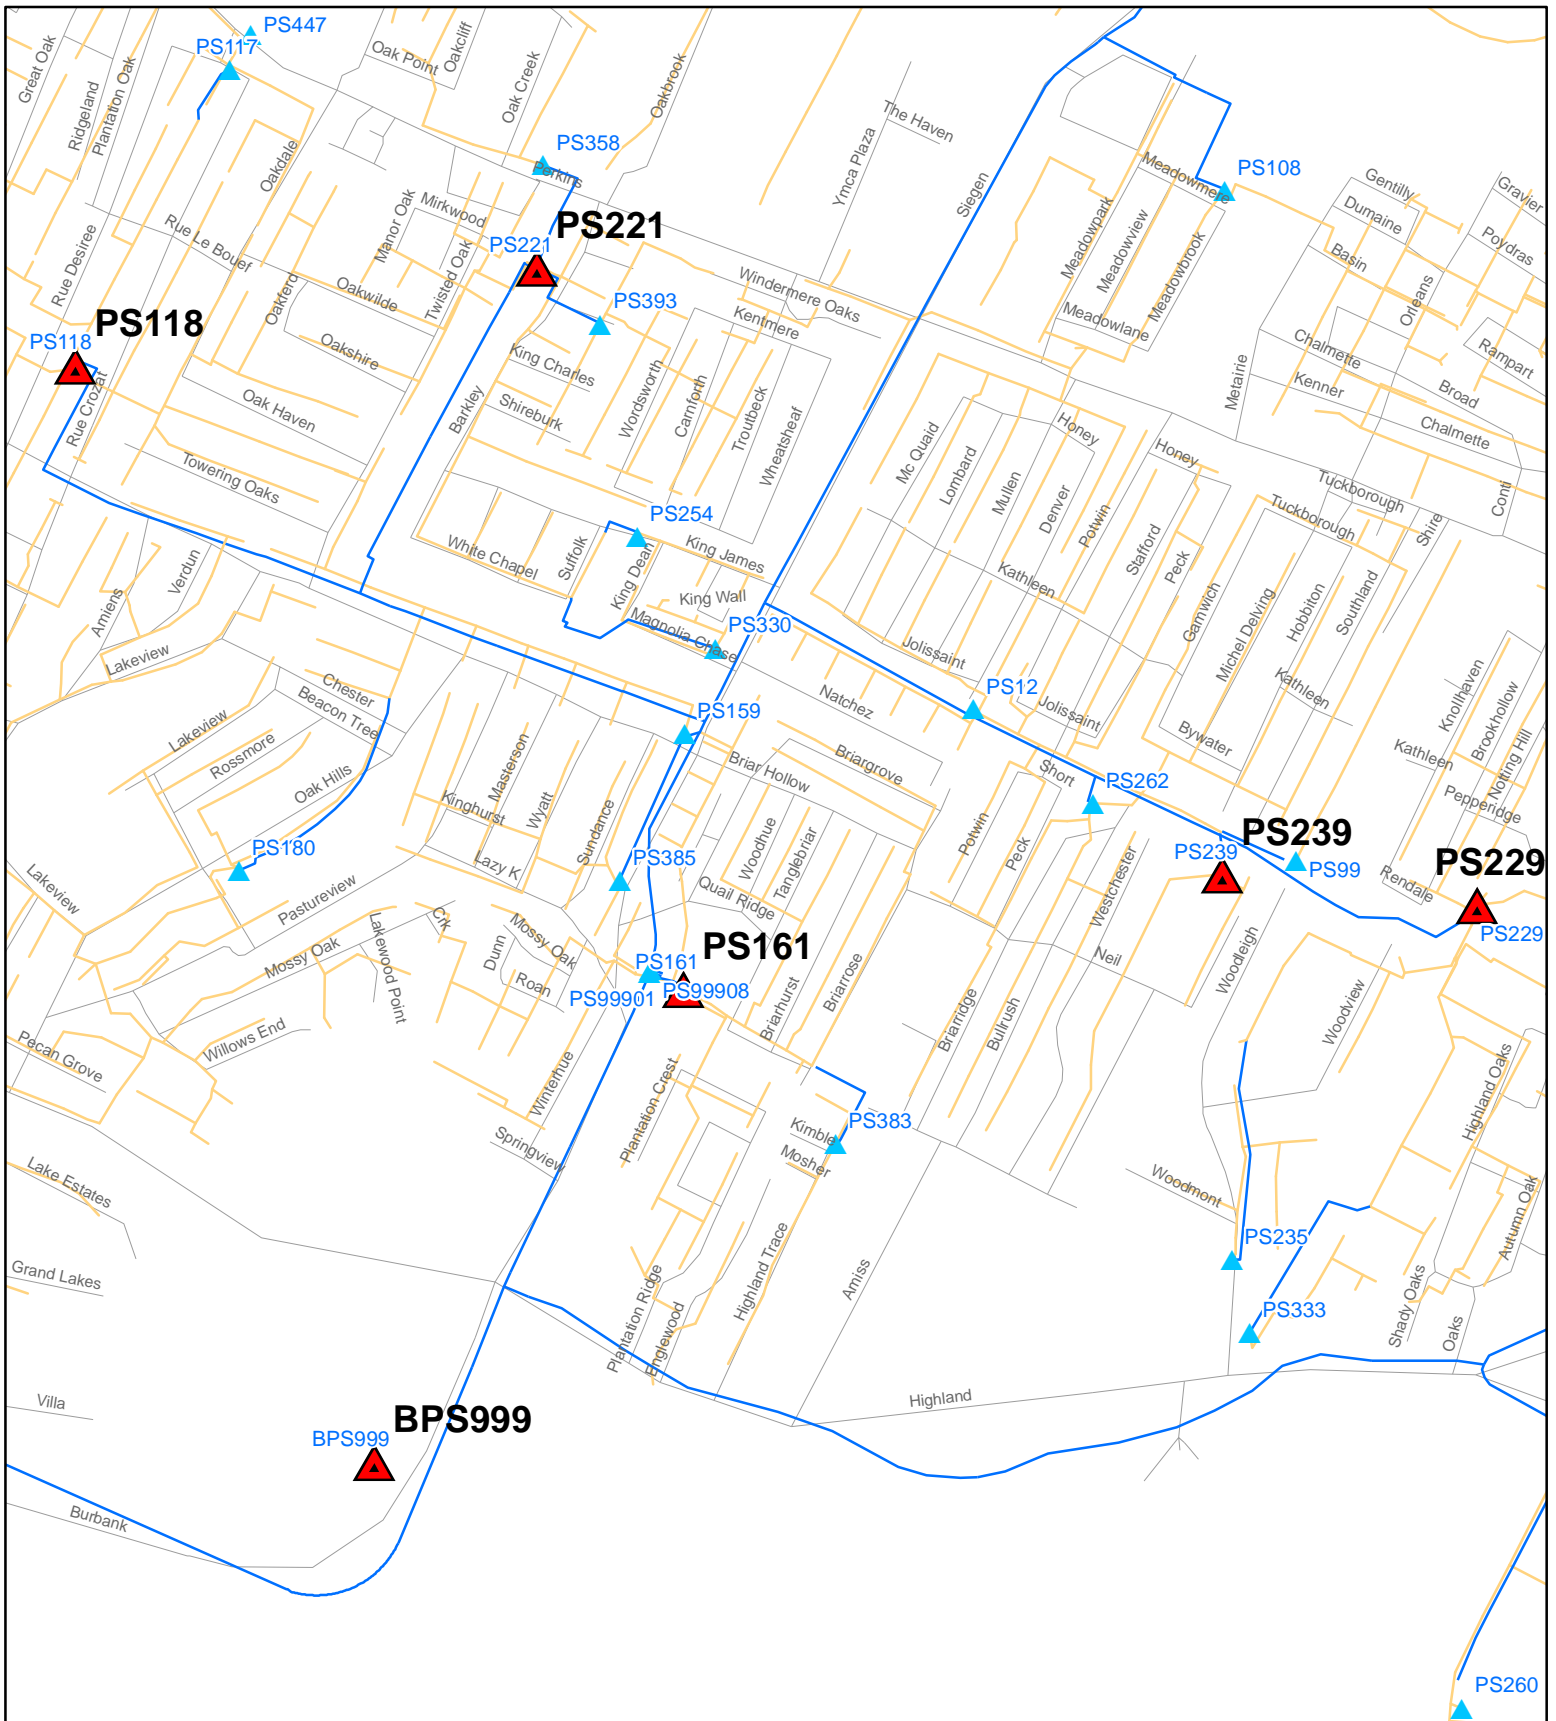 PS447
PS117
Great Oak
Ridgeland
Plantation Oak
Oak Point
Oakcliff
Oak Creek
Oakbrook
The Haven
Ymca Plaza
Siegen
PS358
Perkins
Oakdale
Meadowmere
PS108
Gentilly
Gravier
Dumaine
Poydras
Basin
Orleans
Mirkwood
Manor Oak
PS221
PS221
Rue Le Bouef
Rue Desiree
Twisted Oak
Oakwilde
Oakferd
Oakshire
PS393
Windermere Oaks
Kentmere
Meadowpark
Meadowview
Meadowbrook
Meadowlane
Metairie
Chalmette
Kenner
Broad
Rampart
Chalmette
PS118
PS118
Rue Crozat
Oak Haven
Towering Oaks
Barkley
King Charles
Shireburk
Wordsworth
Carnforth
Troutbeck
Wheatsheaf
Mc Quaid
Lombard
Mullen
Denver
Honey
Potwin
Honey
Stafford
Peck
Tuckborough
Tuckborough
Shire
Conti
PS254
White Chapel
Suffolk
King Dean
King James
King Wall
Magnolia Chase
PS330
Kathleen
Jolissaint
Gamwich
Michel Delving
Hobbiton
Southland
Verdun
Amiens
Lakeview
Chester
Beacon Tree
Lakeview
Rossmore
Oak Hills
PS180
PS159
Natchez
PS12
Jolissaint
Bywater
Kathleen
Knollhaven
Brookhollow
Kathleen
Notting Hill
Pepperidge
Briar Hollow
Briargrove
Short
PS262
Masterson
Kinghurst
Wyatt
Sundance
Lazy K
PS385
Woodhue
Tanglebriar
Quail Ridge
Potwin
Peck
Westchester
PS239
PS239
PS99
PS229
PS229
Rendale
Lakeview
Pastureview
Mossy Oak
Lakewood Point
Crk
Dunn
Mossy Oak
Roan
PS161
PS161
PS99901
PS99908
Briarhurst
Briarrose
Neil
Woodleigh
Woodview
Briarridge
Bullrush
Willows End
Pecan Grove
Winterhue
Springview
Plantation Crest
Kimble
Mosher
PS383
Highland Oaks
Woodmont
Autumn Oak
Lake Estates
Grand Lakes
PS235
PS333
Highland Trace
Amiss
Plantation Ridge
Englewood
Shady Oaks
Oaks
Highland
Villa
BPS999
BPS999
Burbank
PS260